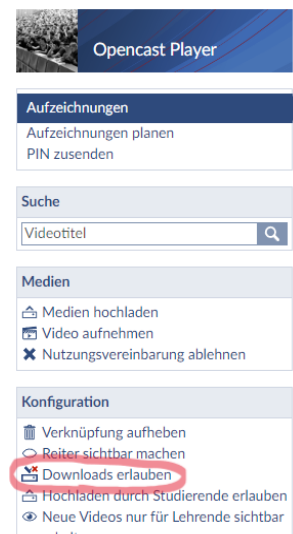 Opencast Player
Aufzeichnungen
Aufzeichnungen planen
PIN zusenden
Suche
Videotitel
Medien
Medien hochladen
Video aufnehmen
Nutzungsvereinbarung ablehnen
Konfiguration
Verknüpfung aufheben
Reiter sichtbar machen
Downloads erlauben
Hochladen durch Studierende erlauben
Neue Videos nur für Lehrende sichtbar